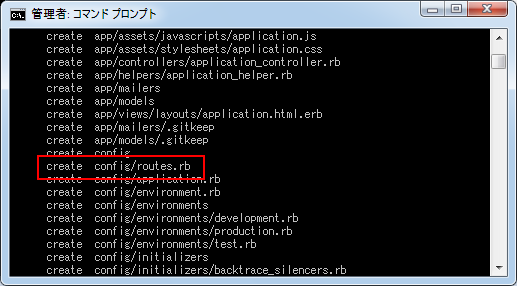 管理者: コマンド プロンプト
create app/assets/javascripts/application.js
create app/assets/stylesheets/application.css
create app/controllers/application_controller.rb
create app/helpers/application_helper.rb
create app/mailers
create app/models
create app/views/layouts/application.html.erb
create app/mailers/.gitkeep
create app/models/.gitkeep
create config
create config/routes.rb
create config/application.rb
create config/environment.rb
create config/environments
create config/environments/development.rb
create config/environments/production.rb
create config/environments/test.rb
create config/initializers
create config/initializers/backtrace_silencers.rb